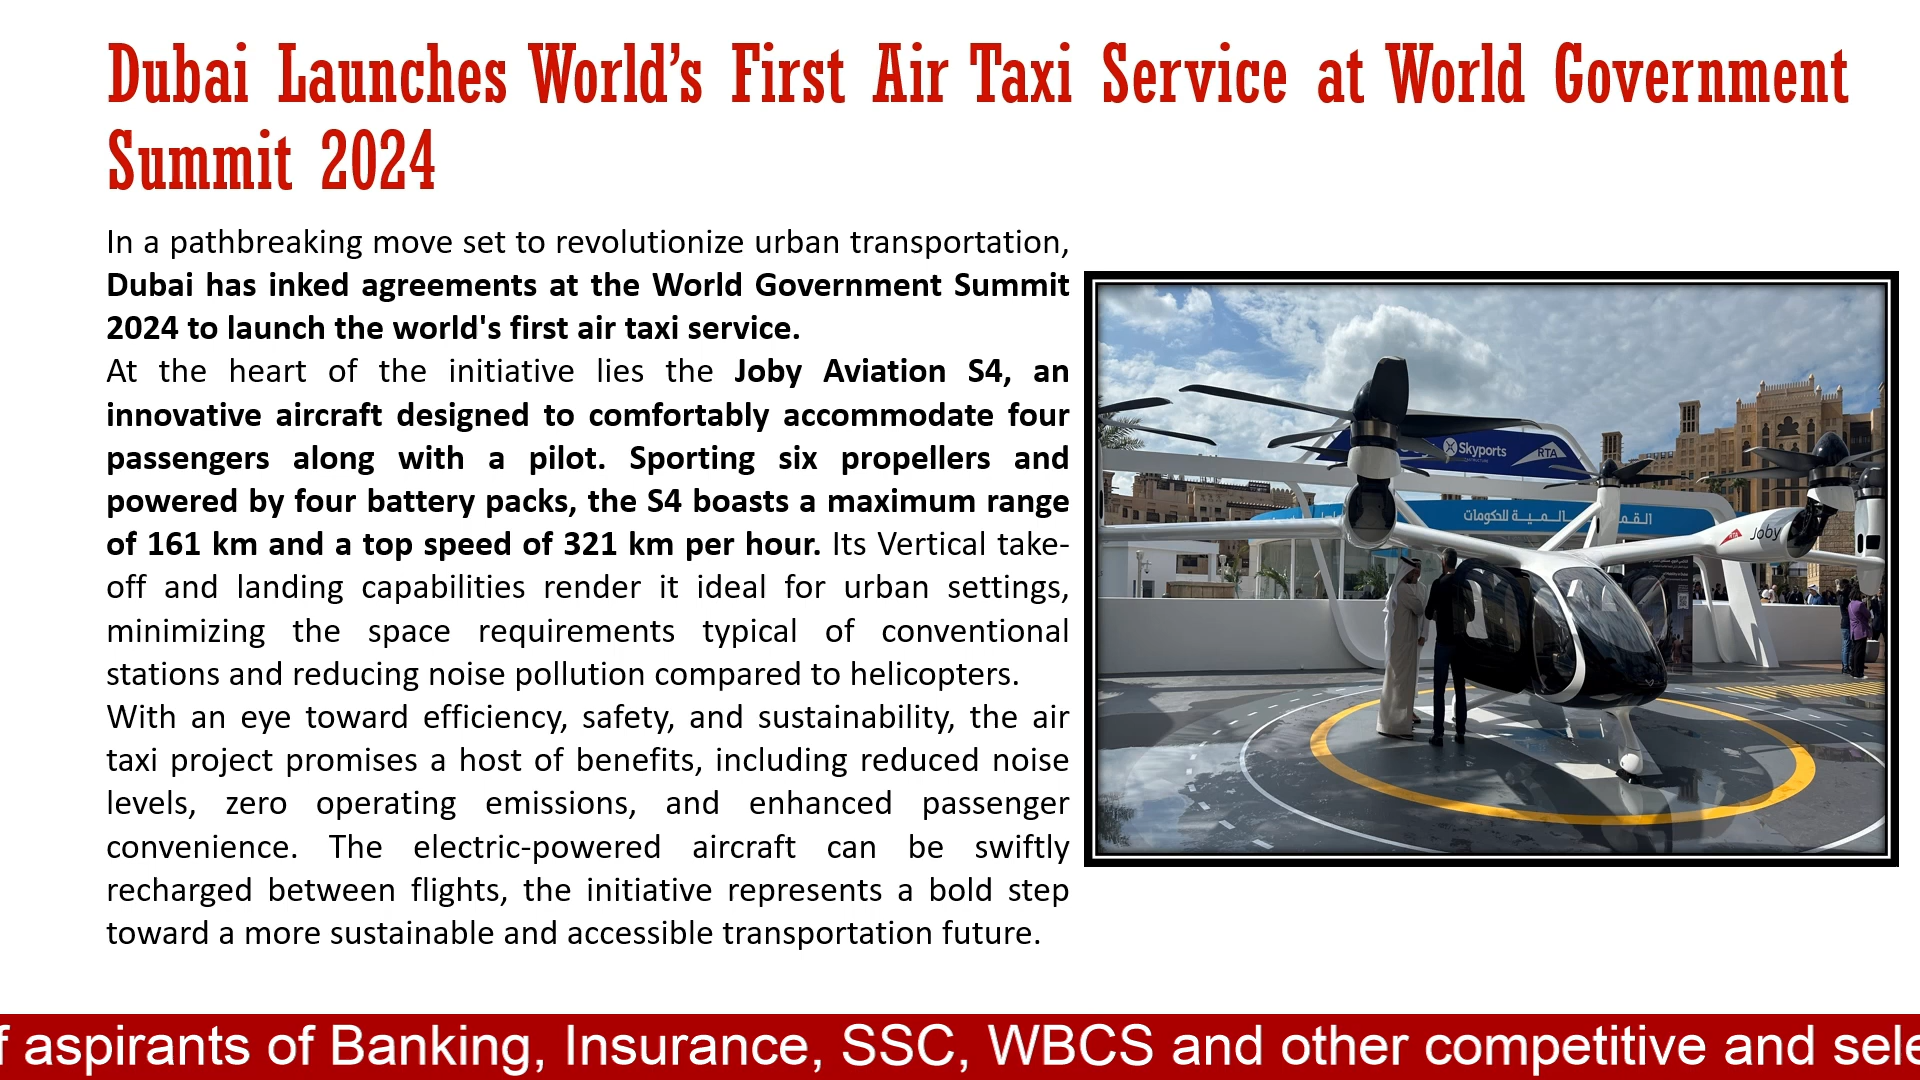 Dubai Launches World’s First Air Taxi Service at World Government
Summit 2024
In a pathbreaking move set to revolutionize urban transportation,
Dubai has inked agreements at the World Government Summit
2024 to launch the world's first air taxi service.
At the heart of the initiative lies the Joby Aviation S4, an
innovative aircraft designed to comfortably accommodate four
passengers along with a pilot. Sporting six propellers and
powered by four battery packs, the S4 boasts a maximum range
of 161 km and a top speed of 321 km per hour. Its Vertical take-
off and landing capabilities render it ideal for urban settings,
minimizing the space requirements typical of conventional
stations and reducing noise pollution compared to helicopters.
With an eye toward efficiency, safety, and sustainability, the air
taxi project promises a host of benefits, including reduced noise
levels, zero operating emissions, and enhanced passenger
convenience. The electric-powered aircraft can be swiftly
recharged between flights, the initiative represents a bold step
toward a more sustainable and accessible transportation future.
Skyports
RTA
للحكومات
Joby
f aspirants of Banking, Insurance, SSC, WBCS and other competitive and sele